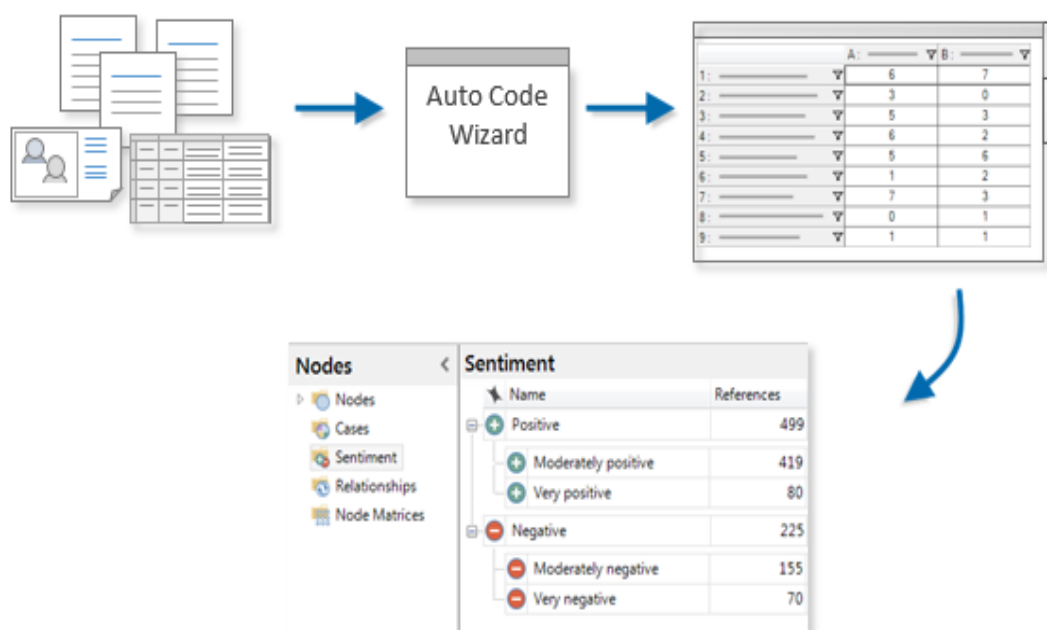 Auto Code
Wizard
A: B:
1: 6 7
2: 3 0
3: 5 3
4: 6 2
5: 5 6
6: 1 2
7: 7 3
8: 0 1
9: 1 1
Nodes <
Nodes
Cases
Sentiment
Relationships
Node Matrices
Sentiment
Name References
Positive 499
Moderately positive 419
Very positive 80
Negative 225
Moderately negative 155
Very negative 70